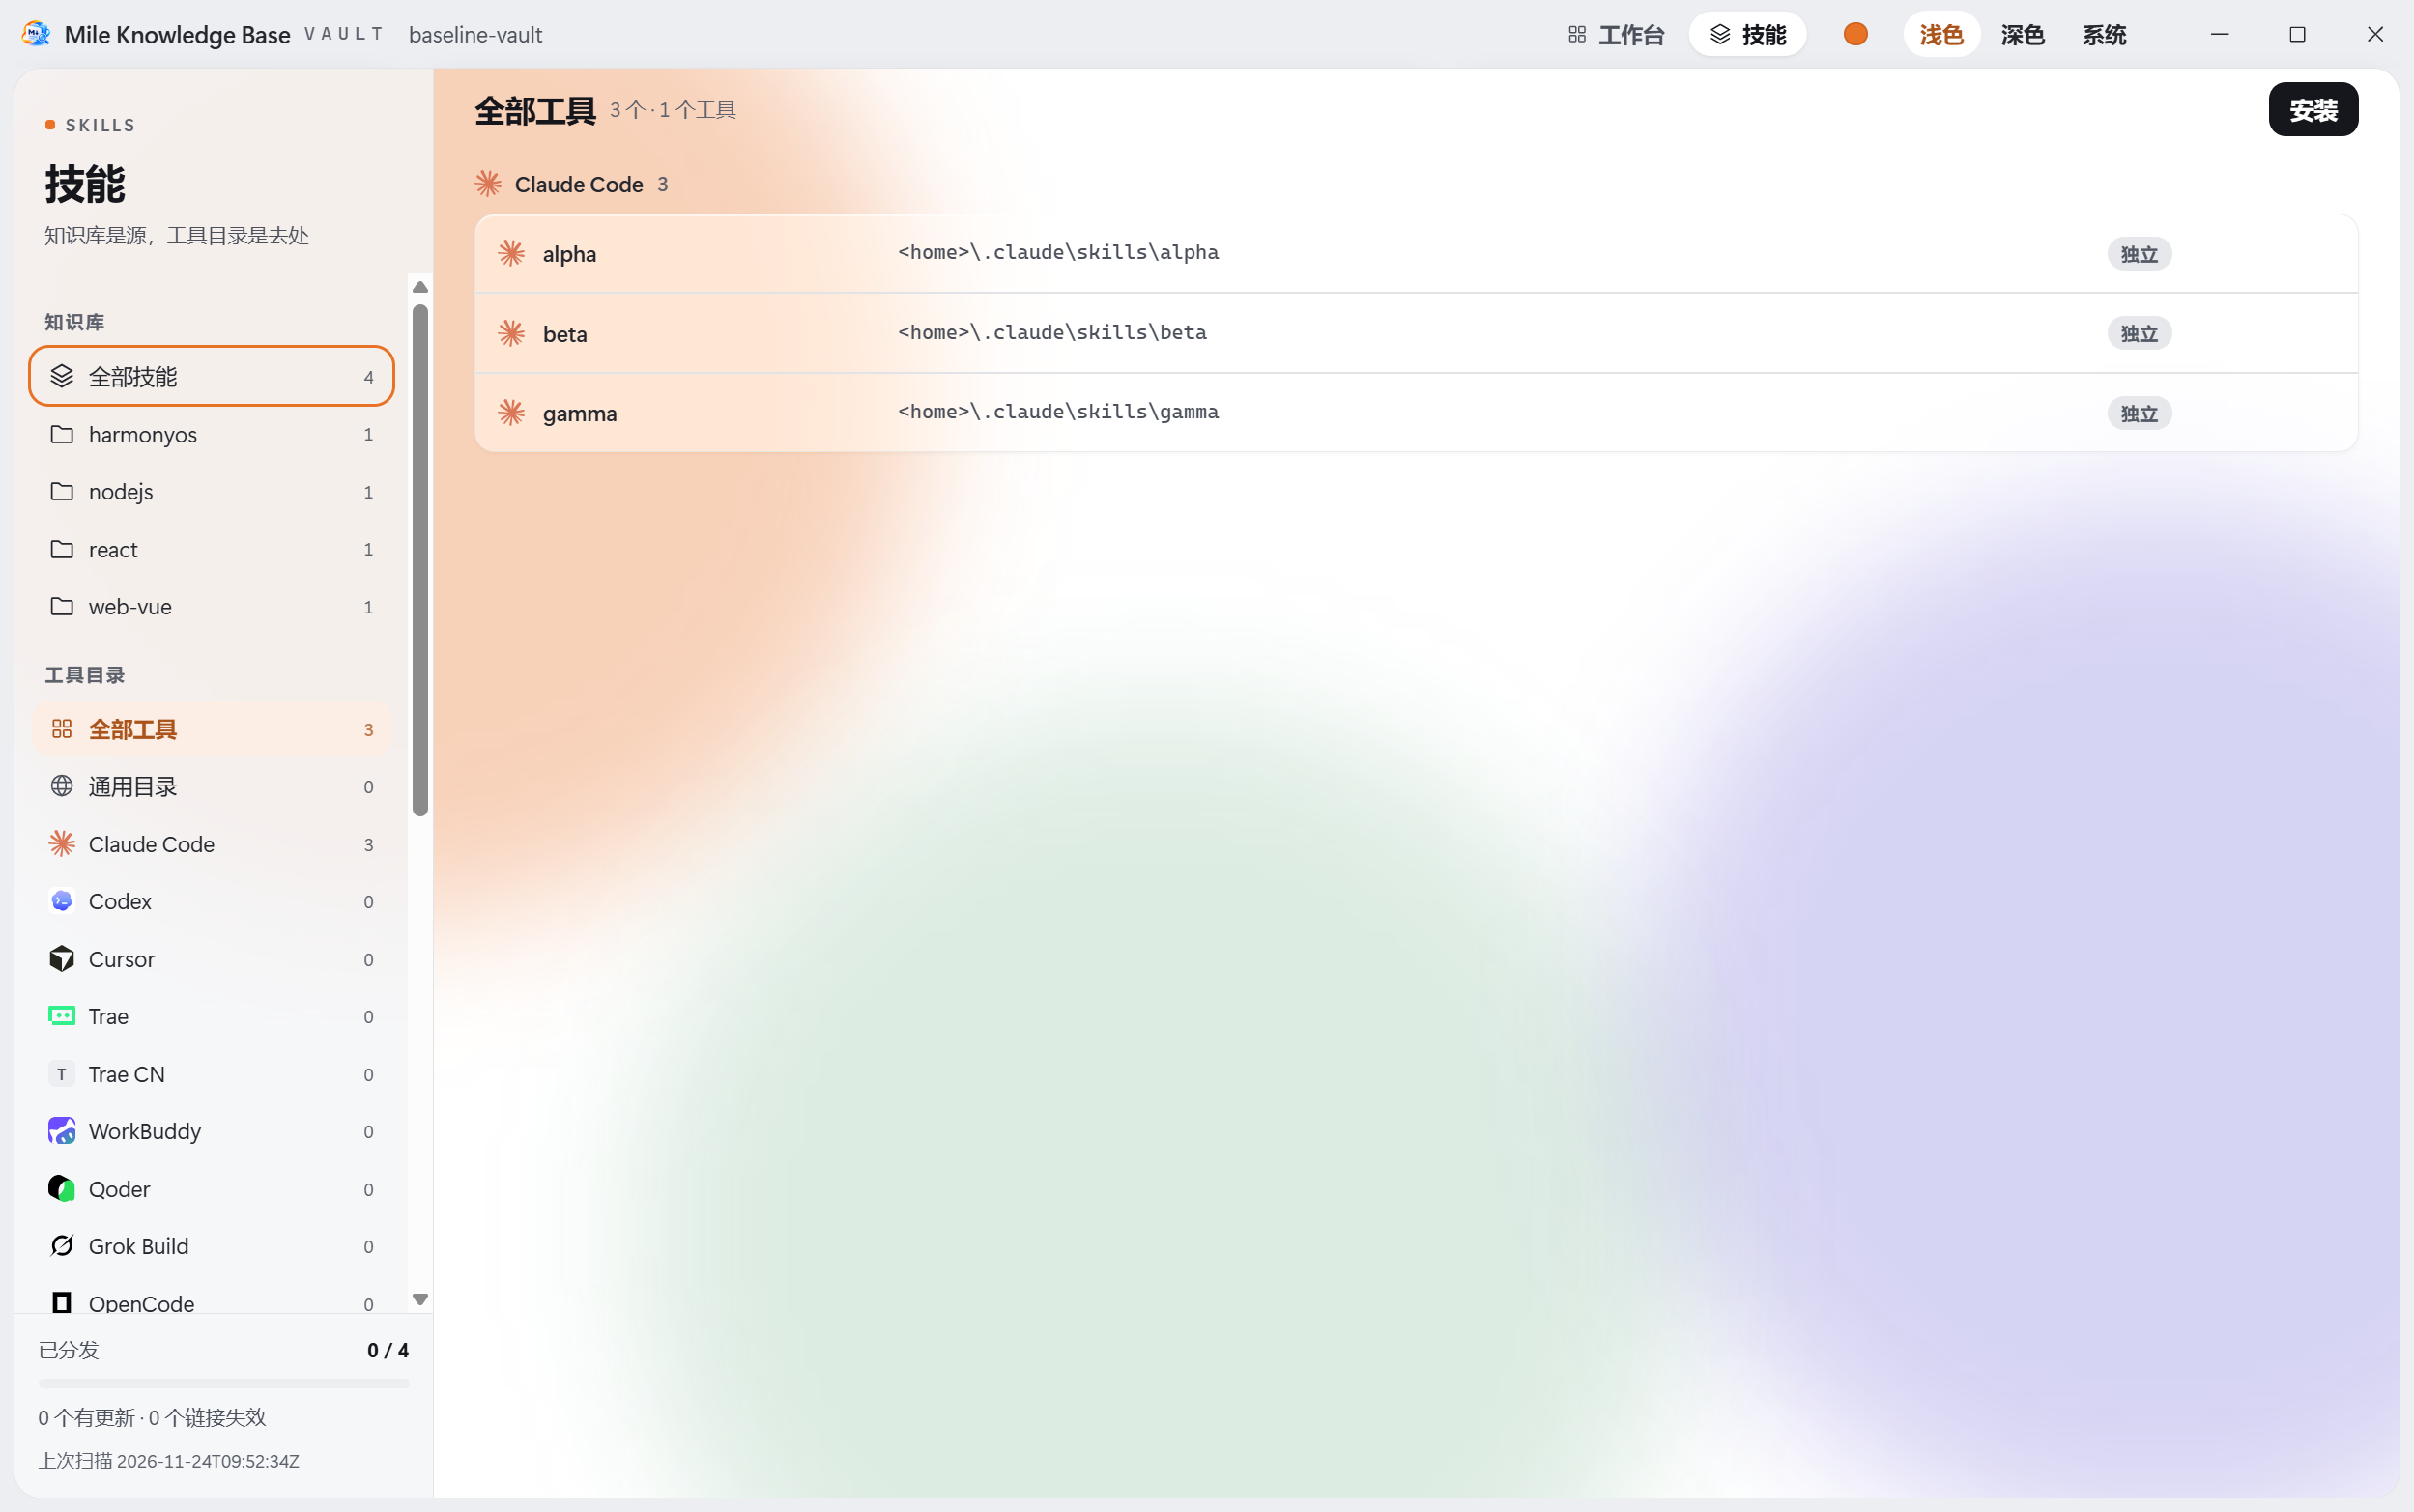 Mile Knowledge Base VAULT baseline-vault 工作台 技能 浅色 深色 系统
SKILLS
技能
知识库是源，工具目录是去处
知识库
全部技能 4
harmonyos 1
nodejs 1
react 1
web-vue 1
工具目录
全部工具 3
通用目录 0
Claude Code 3
Codex 0
Cursor 0
Trae 0
T Trae CN 0
WorkBuddy 0
Qoder 0
Grok Build 0
OpenCode 0
已分发 0 / 4
0 个有更新 · 0 个链接失效
上次扫描 2026-11-24T09:52:34Z
全部工具 3 个 · 1 个工具 安装
Claude Code 3
alpha <home>\.claude\skills\alpha 独立
beta <home>\.claude\skills\beta 独立
gamma <home>\.claude\skills\gamma 独立